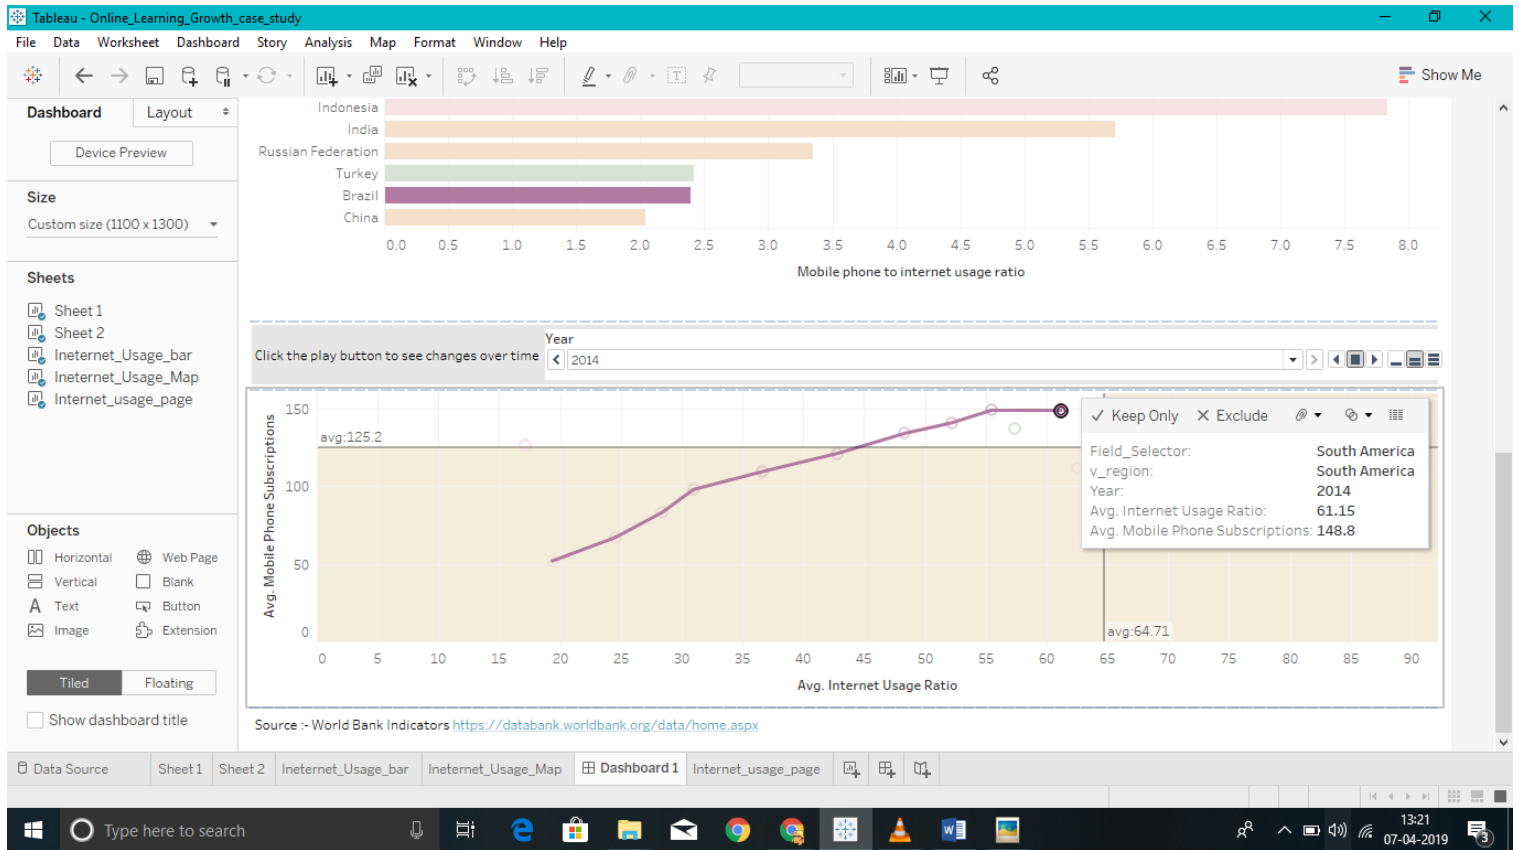 Tableau - Online_Learning_Growth_case_study
File Data Worksheet Dashboard Story Analysis Map Format Window Help
Show Me
Dashboard Layout
Device Preview
Size
Custom size (1100 x 1300)
Sheets
Sheet 1
Sheet 2
Ineternet_Usage_bar
Ineternet_Usage_Map
Internet_usage_page
Objects
Horizontal Web Page
Vertical Blank
Text Button
Image Extension
Tiled Floating
Show dashboard title
Indonesia
India
Russian Federation
Turkey
Brazil
China
0.0 0.5 1.0 1.5 2.0 2.5 3.0 3.5 4.0 4.5 5.0 5.5 6.0 6.5 7.0 7.5 8.0
Mobile phone to internet usage ratio
Year
Click the play button to see changes over time 2014
Avg. Mobile Phone Subscriptions
150
100
50
0
avg:125.2
Keep Only Exclude
Field_Selector: South America
v_region: South America
Year: 2014
Avg. Internet Usage Ratio: 61.15
Avg. Mobile Phone Subscriptions: 148.8
avg:64.71
0 5 10 15 20 25 30 35 40 45 50 55 60 65 70 75 80 85 90
Avg. Internet Usage Ratio
Source :- World Bank Indicators https://databank.worldbank.org/data/home.aspx
Data Source Sheet 1 Sheet 2 Ineternet_Usage_bar Ineternet_Usage_Map Dashboard 1 Internet_usage_page
Type here to search
13:21
07-04-2019
3